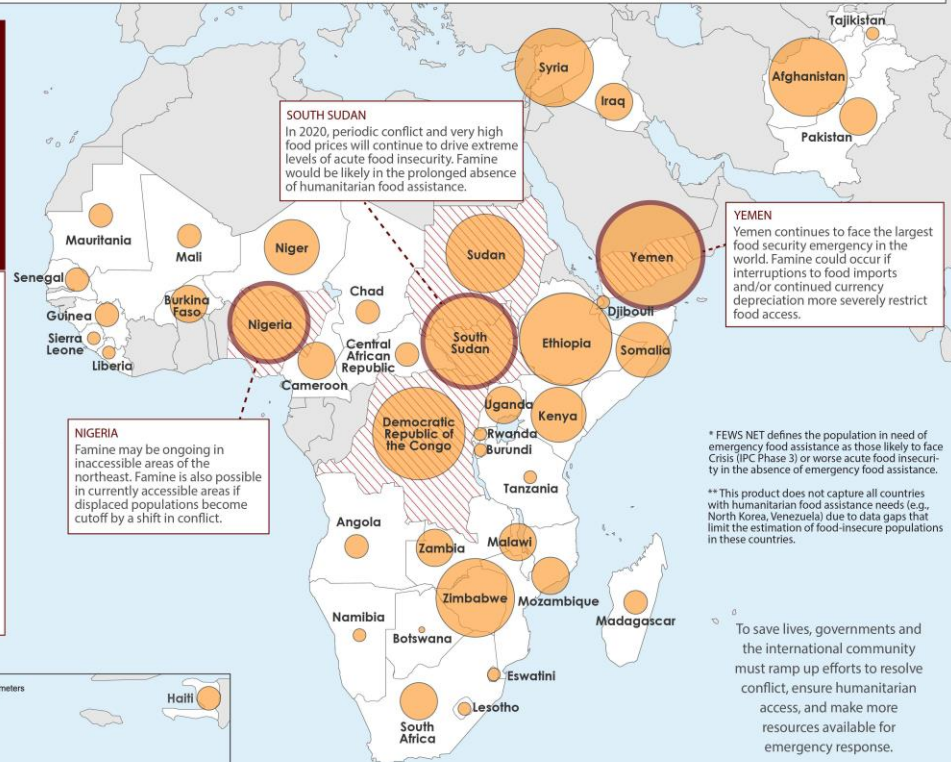 Tajikistan
Syria
Afghanistan
Iraq
Pakistan
SOUTH SUDAN
In 2020, periodic conflict and very high
food prices will continue to drive extreme
levels of acute food insecurity. Famine
would be likely in the prolonged absence
of humanitarian food assistance.
YEMEN
Yemen continues to face the largest
food security emergency in the
world. Famine could occur if
interruptions to food imports
and/or continued currency
depreciation more severely restrict
food access.
Mauritania
Mali
Niger
Sudan
Yemen
Senegal
Guinea
Burkina
Faso
Nigeria
Chad
Djibouti
Sierra
Leone
Liberia
Cameroon
Central
African
Republic
South
Sudan
Ethiopia
Somalia
Uganda
Kenya
Democratic
Republic of
the Congo
Rwanda
Burundi
Tanzania
NIGERIA
Famine may be ongoing in
inaccessible areas of the
northeast. Famine is also possible
in currently accessible areas if
displaced populations become
cutoff by a shift in conflict.
* FEWS NET defines the population in need of
emergency food assistance as those likely to face
Crisis (IPC Phase 3) or worse acute food insecuri-
ty in the absence of emergency food assistance.
** This product does not capture all countries
with humanitarian food assistance needs (e.g.,
North Korea, Venezuela) due to data gaps that
limit the estimation of food-insecure populations
in these countries.
Angola
Zambia
Malawi
Zimbabwe
Mozambique
Madagascar
Namibia
Botswana
Eswatini
Lesotho
South
Africa
Haiti
To save lives, governments and
the international community
must ramp up efforts to resolve
conflict, ensure humanitarian
access, and make more
resources available for
emergency response.